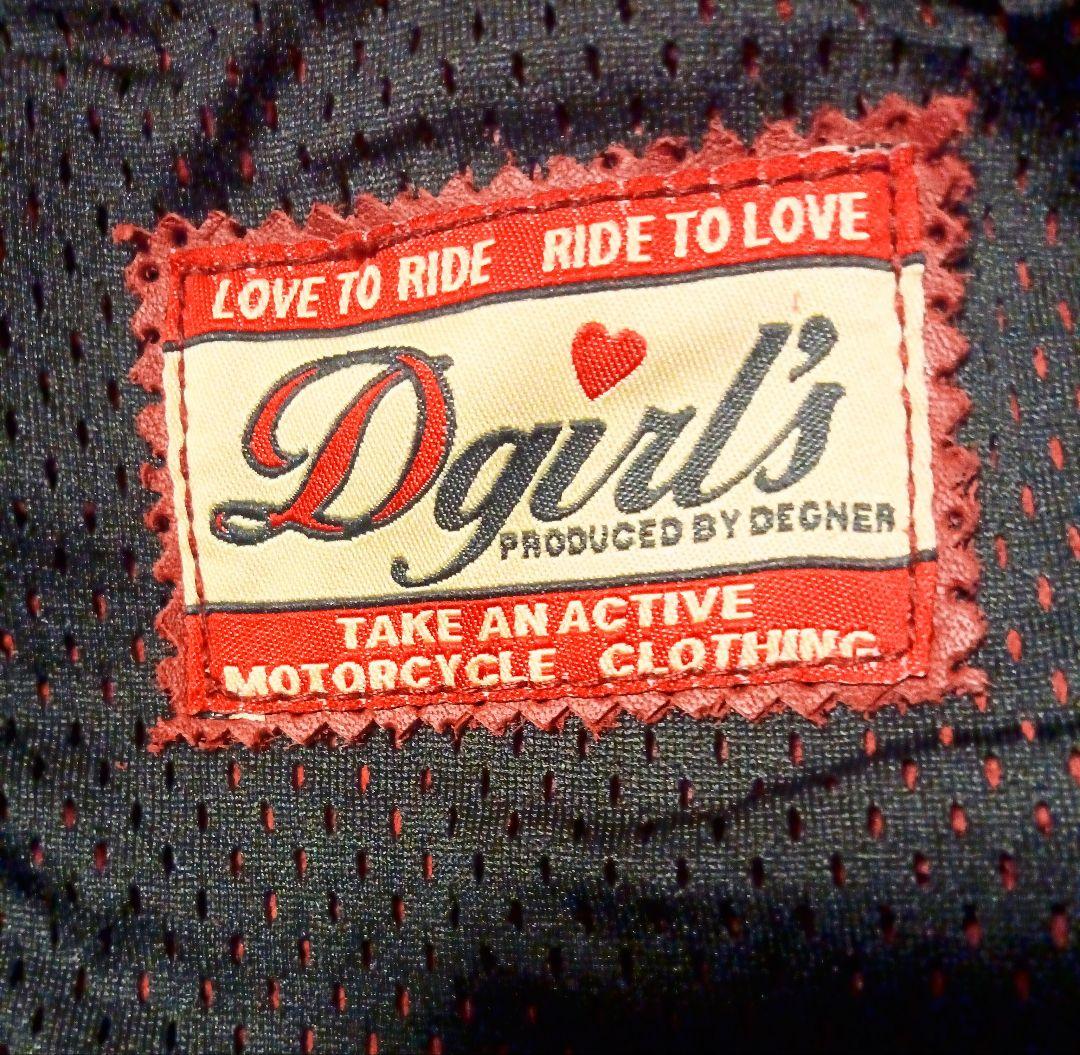 LOVE TO RIDE RIDE TO LOVE
Dgirl's
PRODUCED BY DEGNER
TAKE AN ACTIVE
MOTORCYCLE CLOTHING